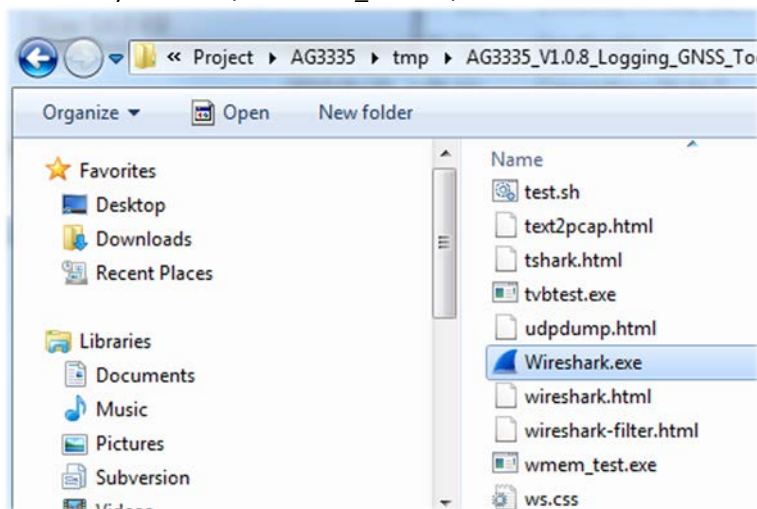 « Project ▸ AG3335 ▸ tmp ▸ AG3335_V1.0.8_Logging_GNSS_To
Organize ▾ Open New folder
Favorites
Desktop
Downloads
Recent Places
Libraries
Documents
Music
Pictures
Subversion
Name
test.sh
text2pcap.html
tshark.html
tvbtest.exe
udpdump.html
Wireshark.exe
wireshark.html
wireshark-filter.html
wmem_test.exe
ws.css